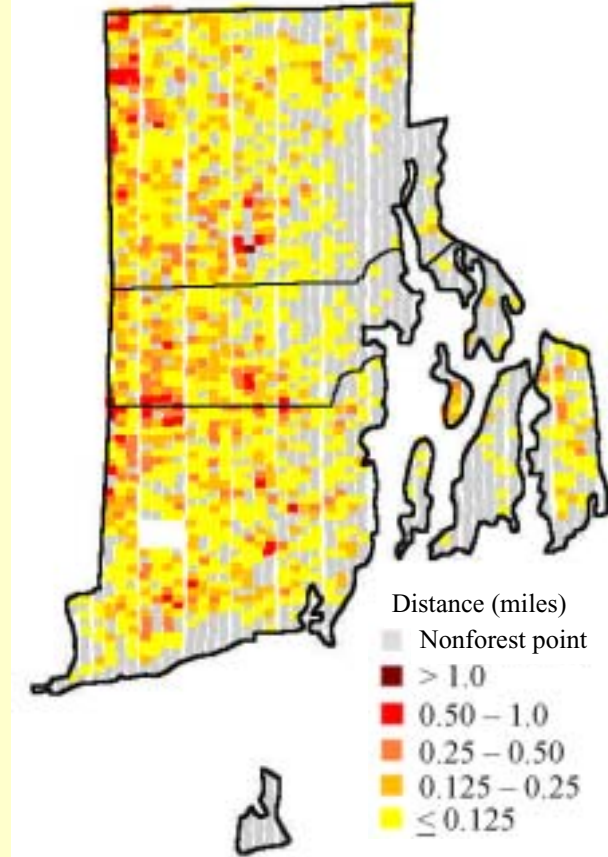 Distance (miles)
Nonforest point
> 1.0
0.50 – 1.0
0.25 – 0.50
0.125 – 0.25
≤ 0.125